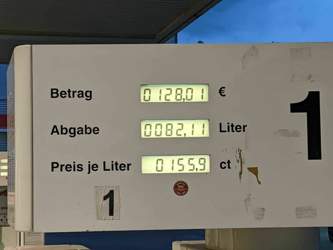 Betrag 0128,01 €
Abgabe 0082,11 Liter
Preis je Liter 0155,9 ct
1
1